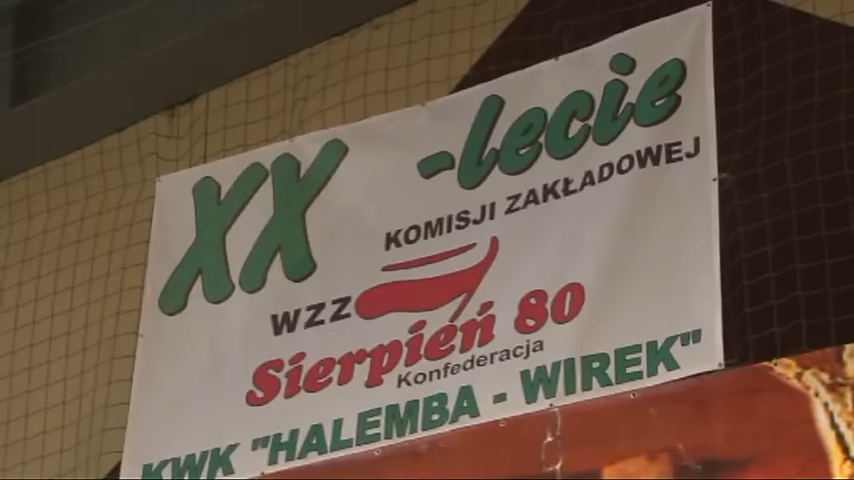 XX -lecie
KOMISJI ZAKŁADOWEJ
WZZ
Sierpień 80
Konfederacja
KWK "HALEMBA - WIREK"